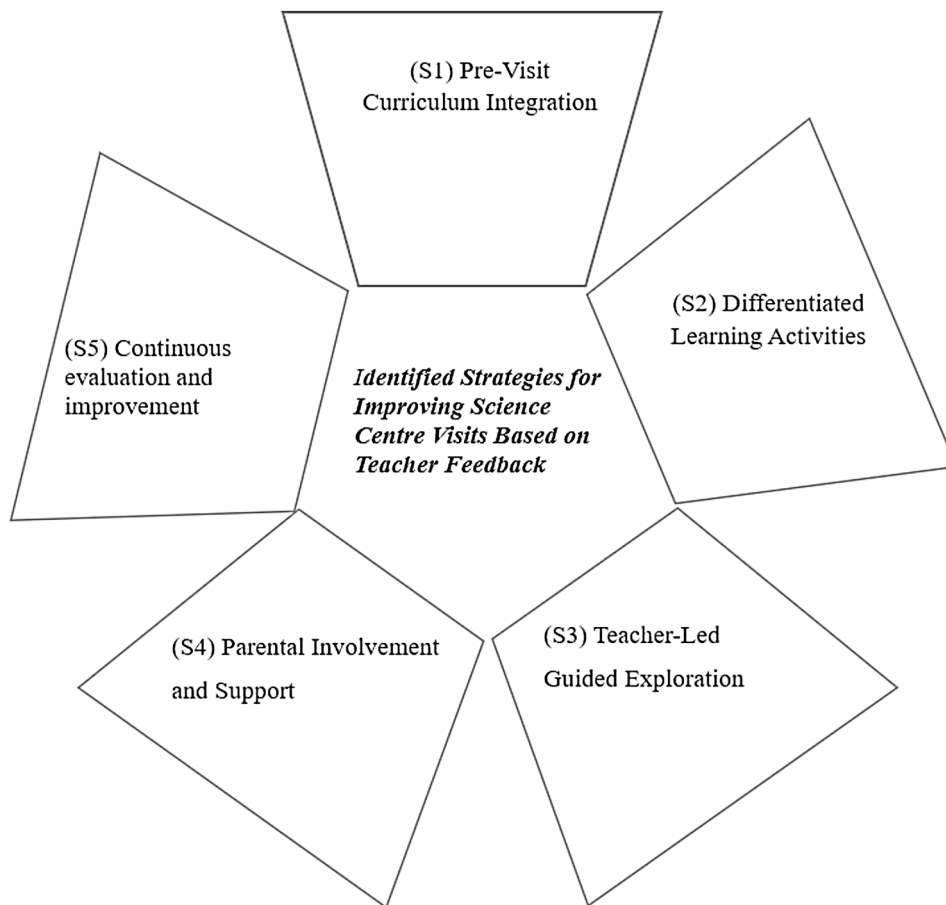 (S1) Pre-Visit
Curriculum Integration
(S2) Differentiated
Learning Activities
(S5) Continuous
evaluation and
improvement
Identified Strategies for
Improving Science
Centre Visits Based on
Teacher Feedback
(S4) Parental Involvement
and Support
(S3) Teacher-Led
Guided Exploration